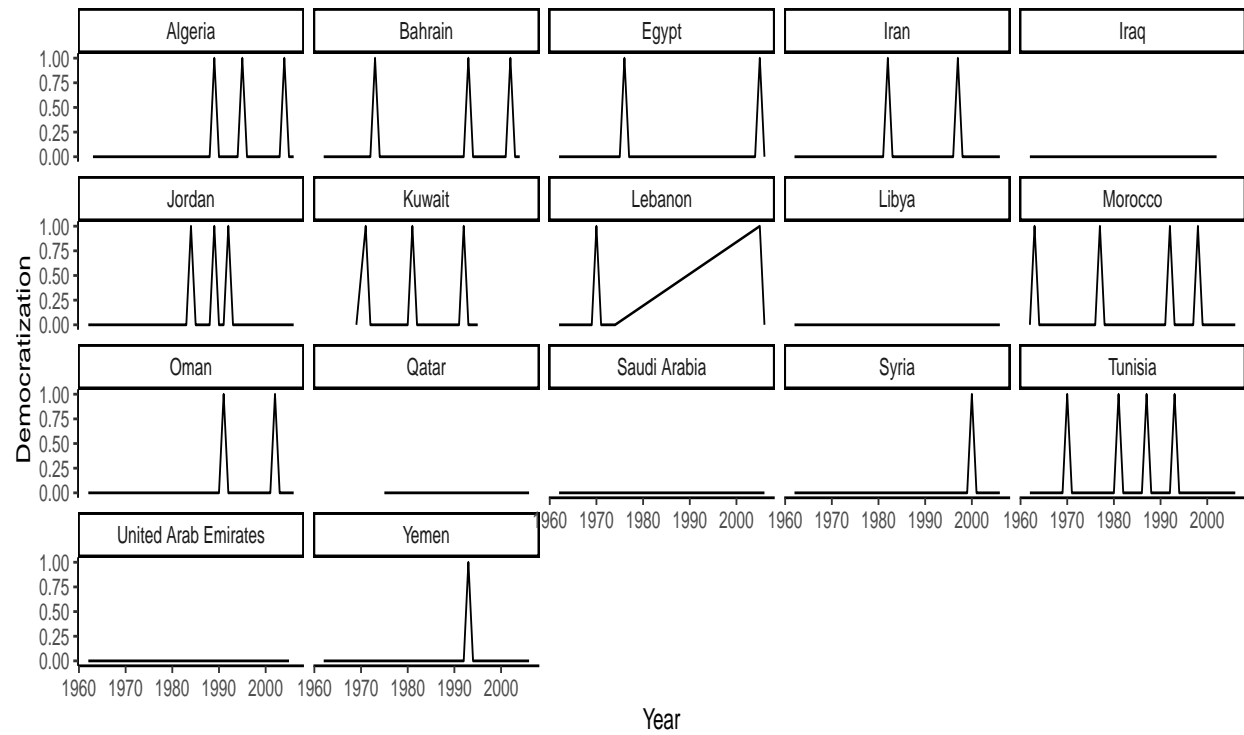 Algeria Bahrain Egypt Iran Iraq
1.00
0.75
0.50
0.25
0.00
Jordan Kuwait Lebanon Libya Morocco
1.00
0.75
0.50
0.25
0.00
Oman Qatar Saudi Arabia Syria Tunisia
1.00
0.75
0.50
0.25
0.00
1960 1970 1980 1990 2000 1960 1970 1980 1990 2000 1960 1970 1980 1990 2000
United Arab Emirates Yemen
1.00
0.75
0.50
0.25
0.00
1960 1970 1980 1990 2000 1960 1970 1980 1990 2000
Democratization
Year